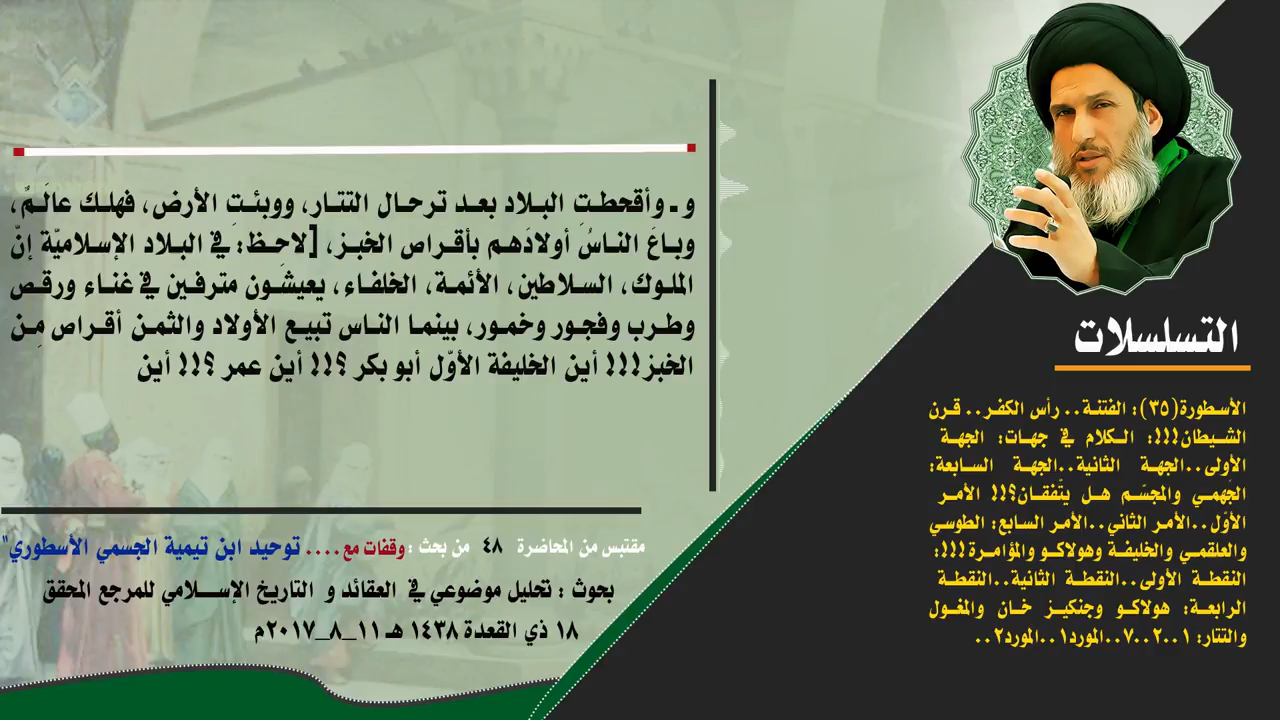 و ـ وأقحطتَ البلاد بعد ترحال التتار، ووبئت الأرض، فهلك عالَمٌ،
وباعَ الناسُ أولادَهم بأقراص الخبز، [لاحِظ: في البلاد الإسلاميّة إنّ
الملوك، السلاطين، الأئمة، الخلفاء، يعيشون مترفين في غناء ورقص
وطرب وفجور وخمور، بينما الناس تبيع الأولاد والثمن أقراص مِن
الخبز!!! أين الخليفة الأوّل أبو بكر ؟!! أين عمر ؟!! أين
مقتبس من المحاضرة ٤٨ من بحث : وقفات مع.... توحيد ابن تيمية الجسمي الأسطوري"
بحوث : تحليل موضوعي في العقائد و التاريخ الإسلامي للمرجع المحقق
١٨ ذي القعدة ١٤٣٨ هـ ١١_٨_٢٠١٧م
التسلسلات
الأسطورة(٣٥): الفتنة.. رأس الكفر.. قرن
الشيطان!!!: الكلام في جهات: الجهة
الأولى..الجهة الثانية..الجهة السابعة:
الجَهمي والمجسّم هل يتّفقان؟!! الأمر
الأوّل..الأمر الثاني..الأمر السابع: الطوسي
والعلقمي والخليفة وهولاكو والمؤامرة!!!:
النقطة الأولى..النقطة الثانية..النقطة
الرابعة: هولاكو وجنكيز خان والمغول
والتتار: ١..٢..٧..المورد١..المورد٢..